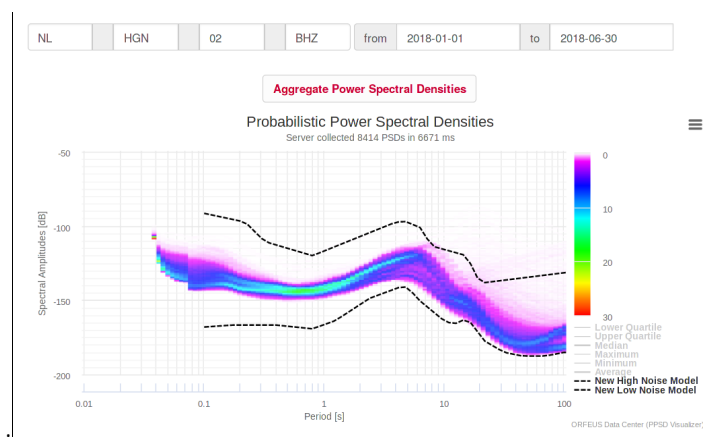 NL HGN 02 BHZ from 2018-01-01 to 2018-06-30
Aggregate Power Spectral Densities
Probabilistic Power Spectral Densities
Server collected 8414 PSDs in 6671 ms
Spectral Amplitudes [dB]
-50
-100
-150
-200
0.01 0.1 1 10 100
Period [s]
0
10
20
30
Lower Quartile
Upper Quartile
Median
Maximum
Minimum
Average
New High Noise Model
New Low Noise Model
ORFEUS Data Center (PPSD Visualizer)